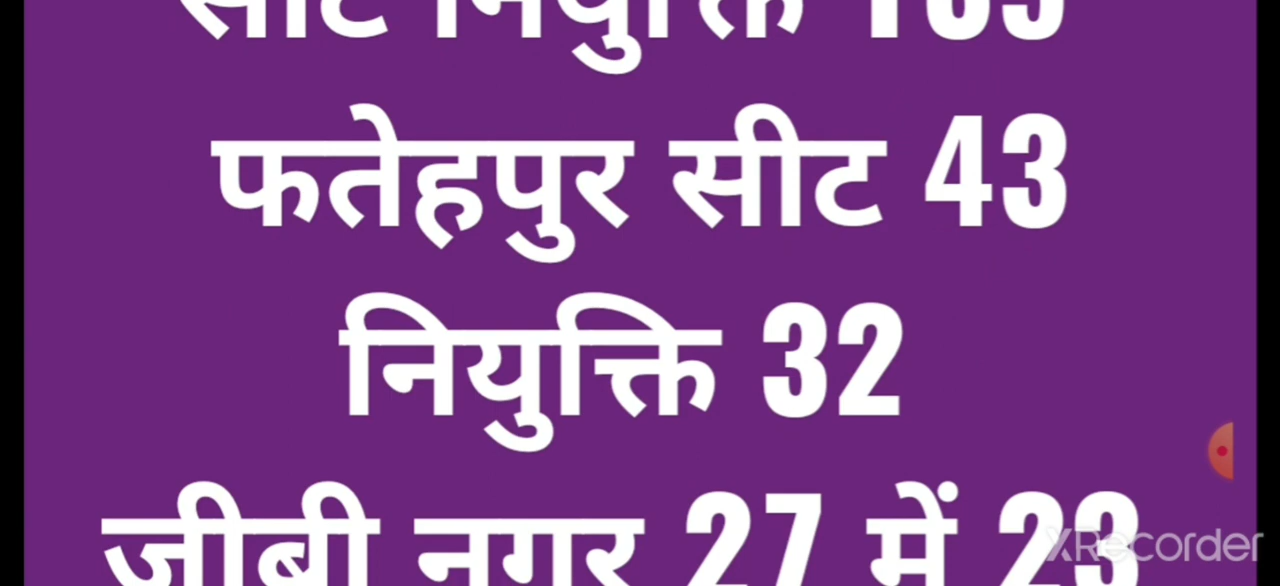 सीट नियुक्ति
फतेहपुर सीट 43
नियुक्ति 32
जीबी नगर 27 में 23
XRecorder